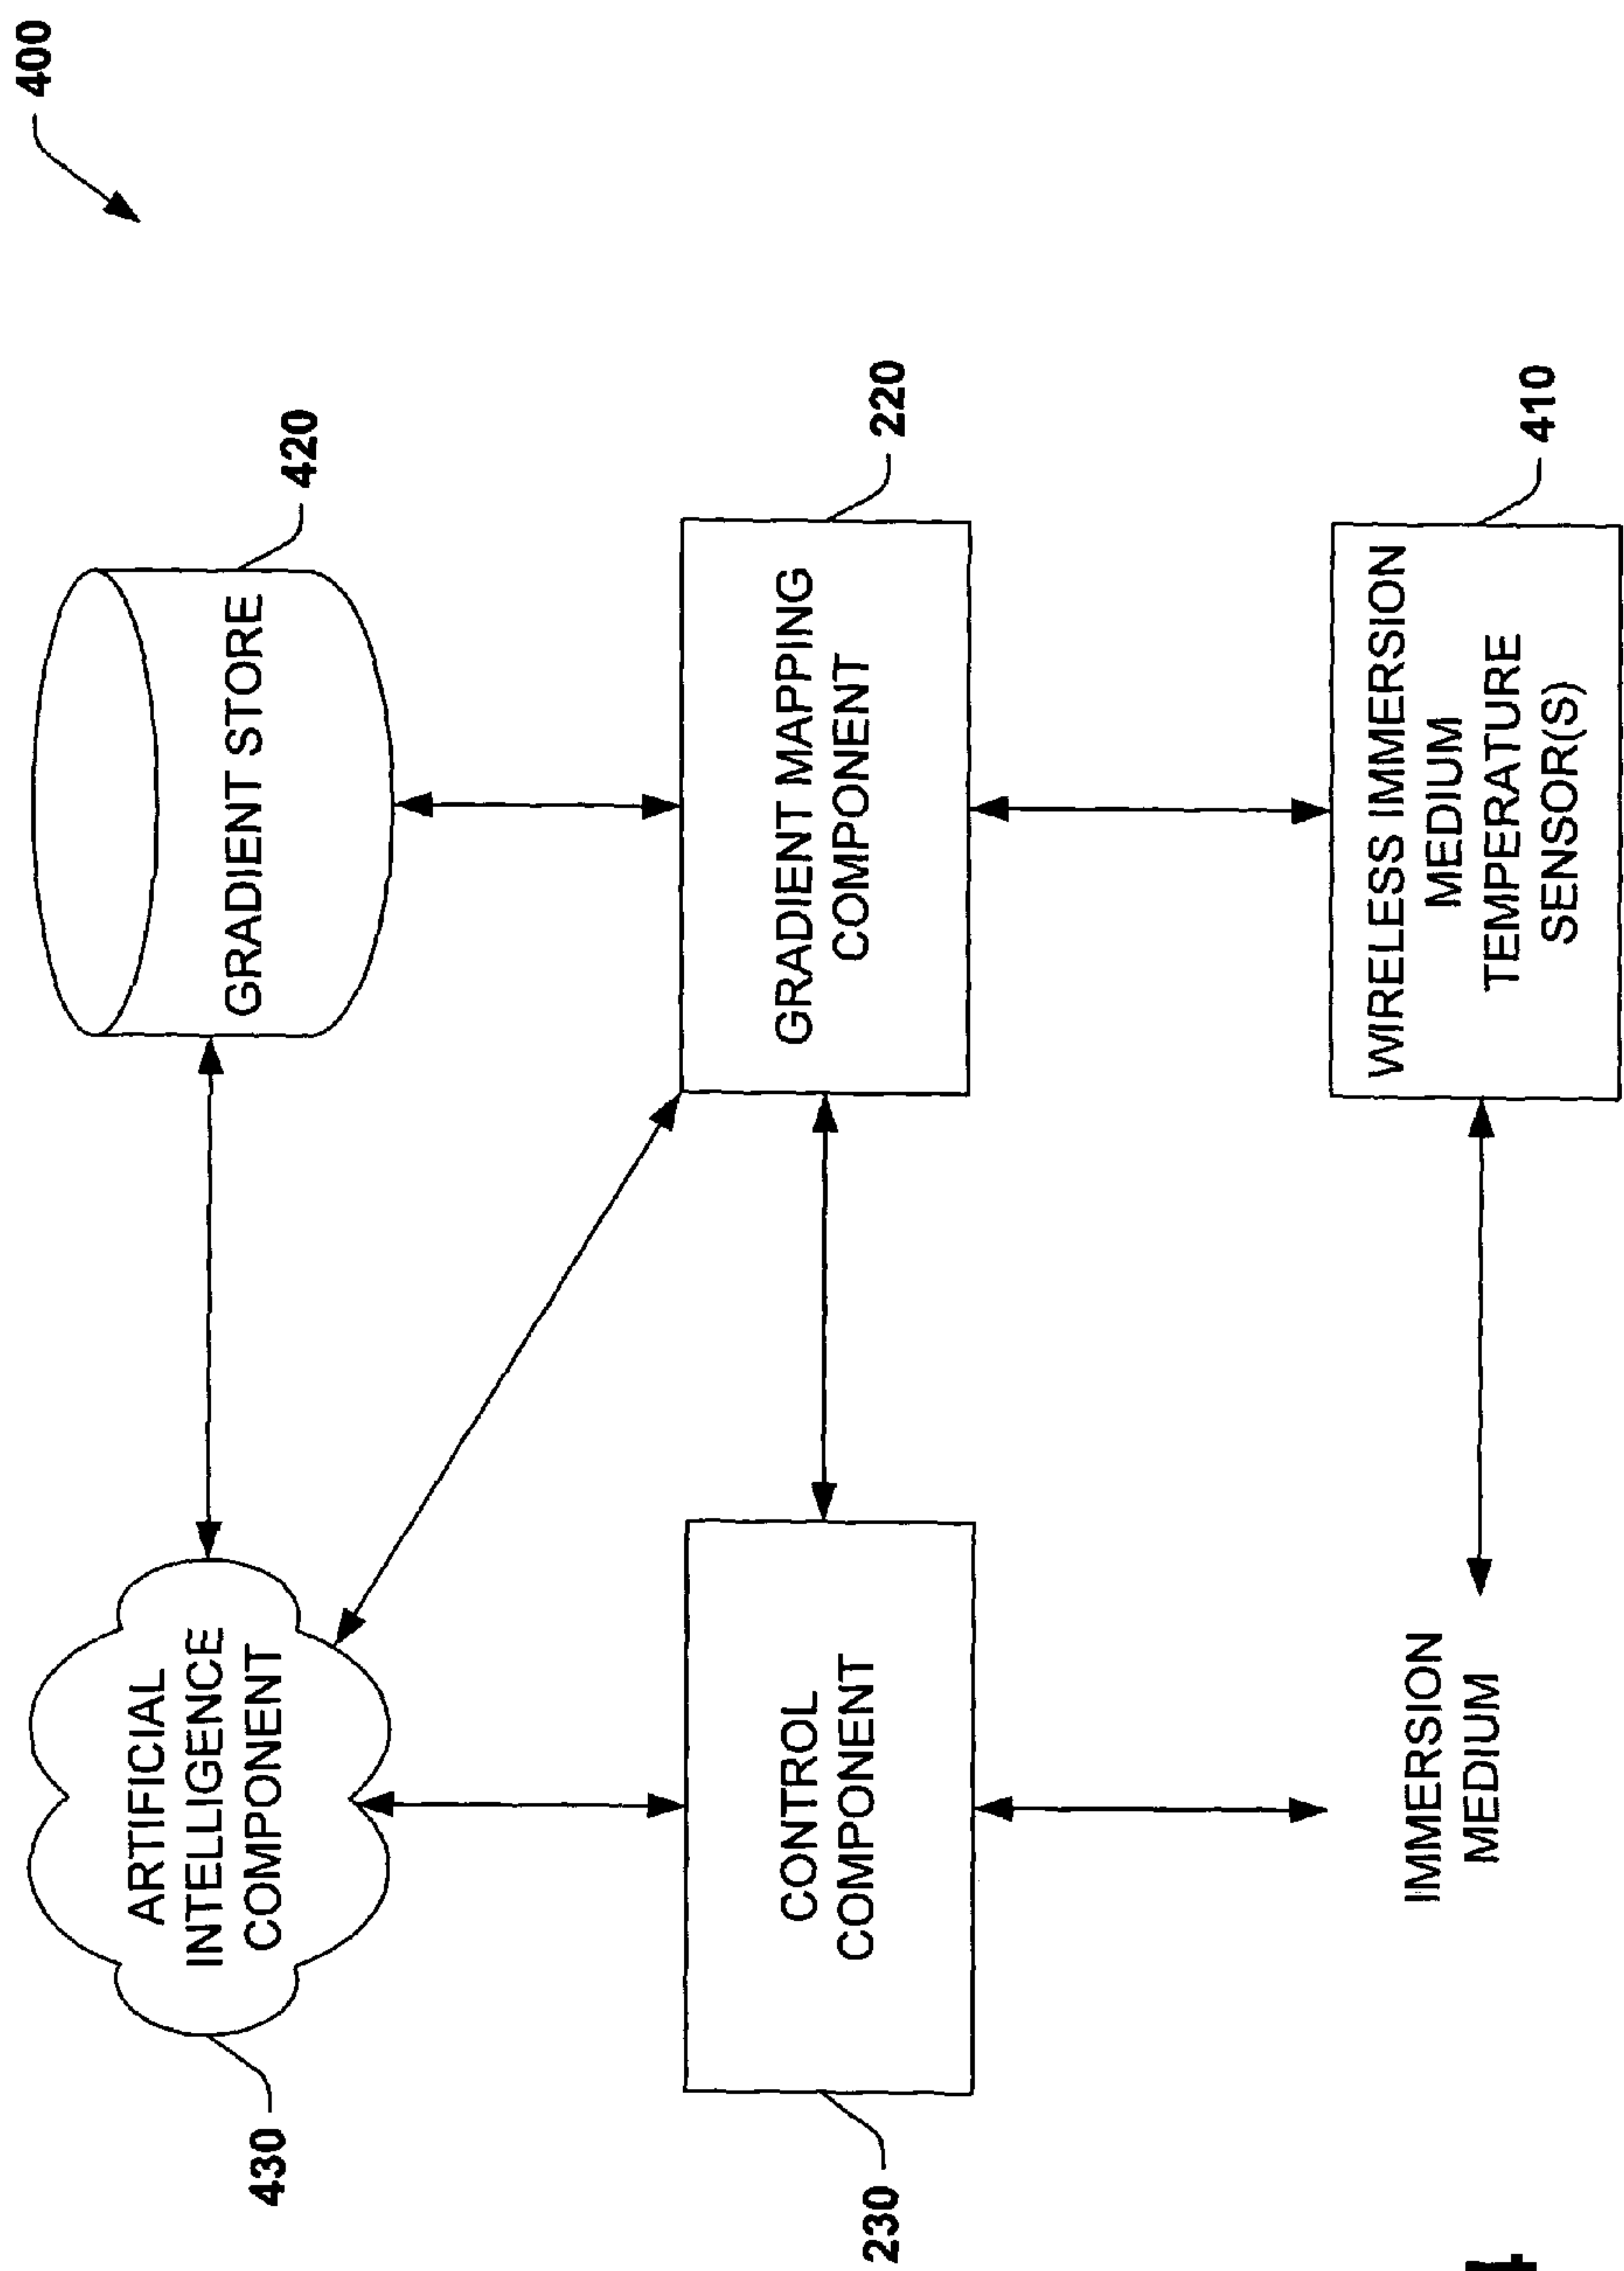 400
ARTIFICIAL
INTELLIGENCE
COMPONENT
430
GRADIENT STORE
420
CONTROL
COMPONENT
230
GRADIENT MAPPING
COMPONENT
220
IMMERSION
MEDIUM
WIRELESS IMMERSION
MEDIUM
TEMPERATURE
SENSOR(S)
410